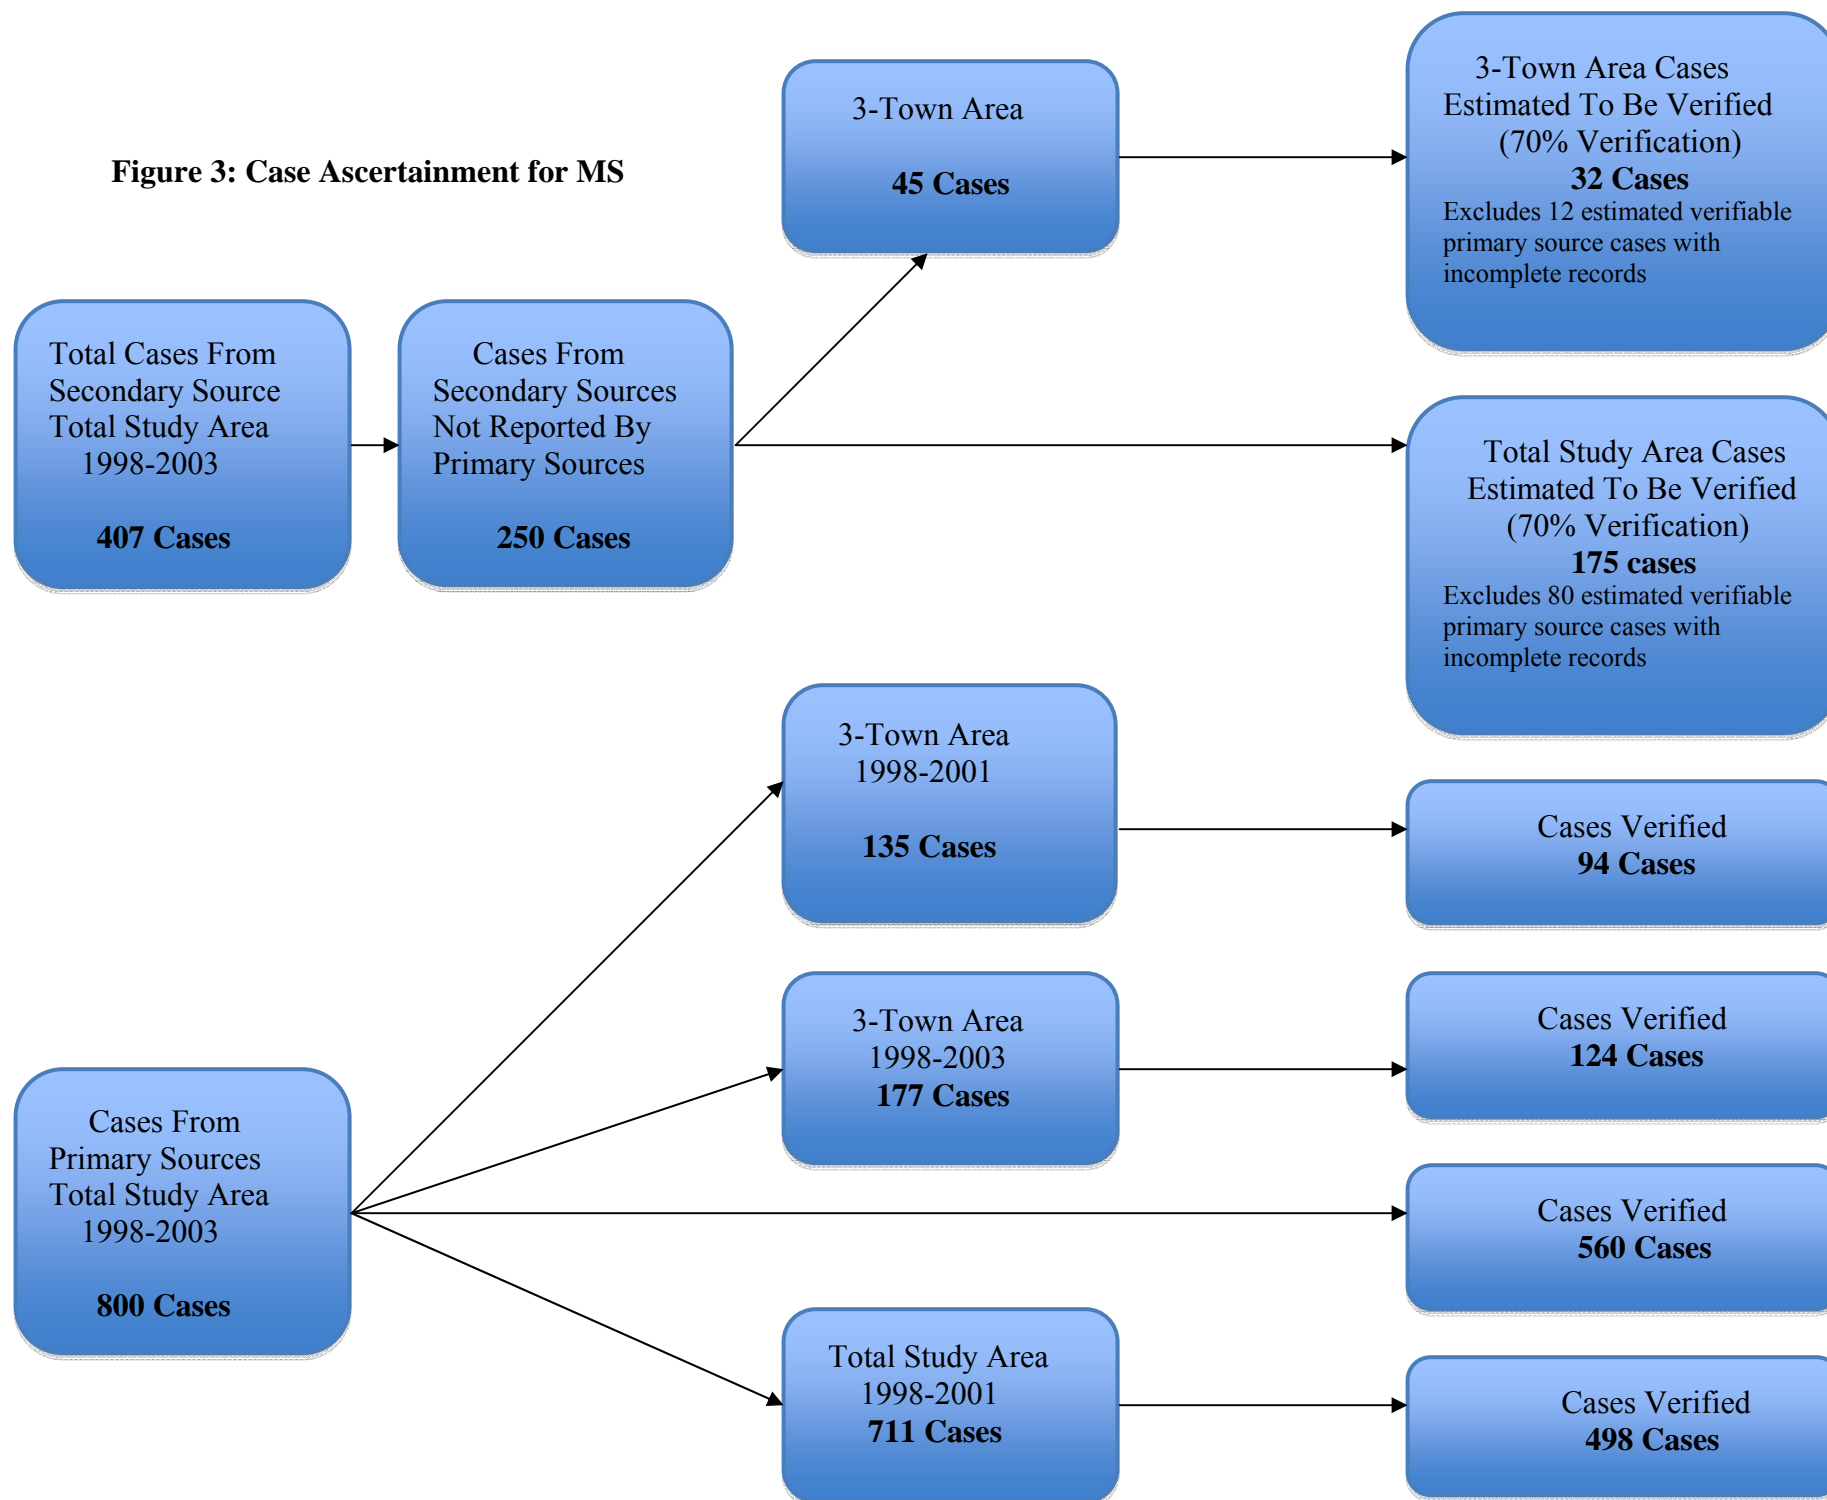 Figure 3: Case Ascertainment for MS
Total Cases From
Secondary Source
Total Study Area
1998-2003
407 Cases
Cases From
Secondary Sources
Not Reported By
Primary Sources
250 Cases
3-Town Area
45 Cases
3-Town Area Cases
Estimated To Be Verified
(70% Verification)
32 Cases
Excludes 12 estimated verifiable
primary source cases with
incomplete records
Total Study Area Cases
Estimated To Be Verified
(70% Verification)
175 cases
Excludes 80 estimated verifiable
primary source cases with
incomplete records
Cases From
Primary Sources
Total Study Area
1998-2003
800 Cases
3-Town Area
1998-2001
135 Cases
Cases Verified
94 Cases
3-Town Area
1998-2003
177 Cases
Cases Verified
124 Cases
Cases Verified
560 Cases
Total Study Area
1998-2001
711 Cases
Cases Verified
498 Cases